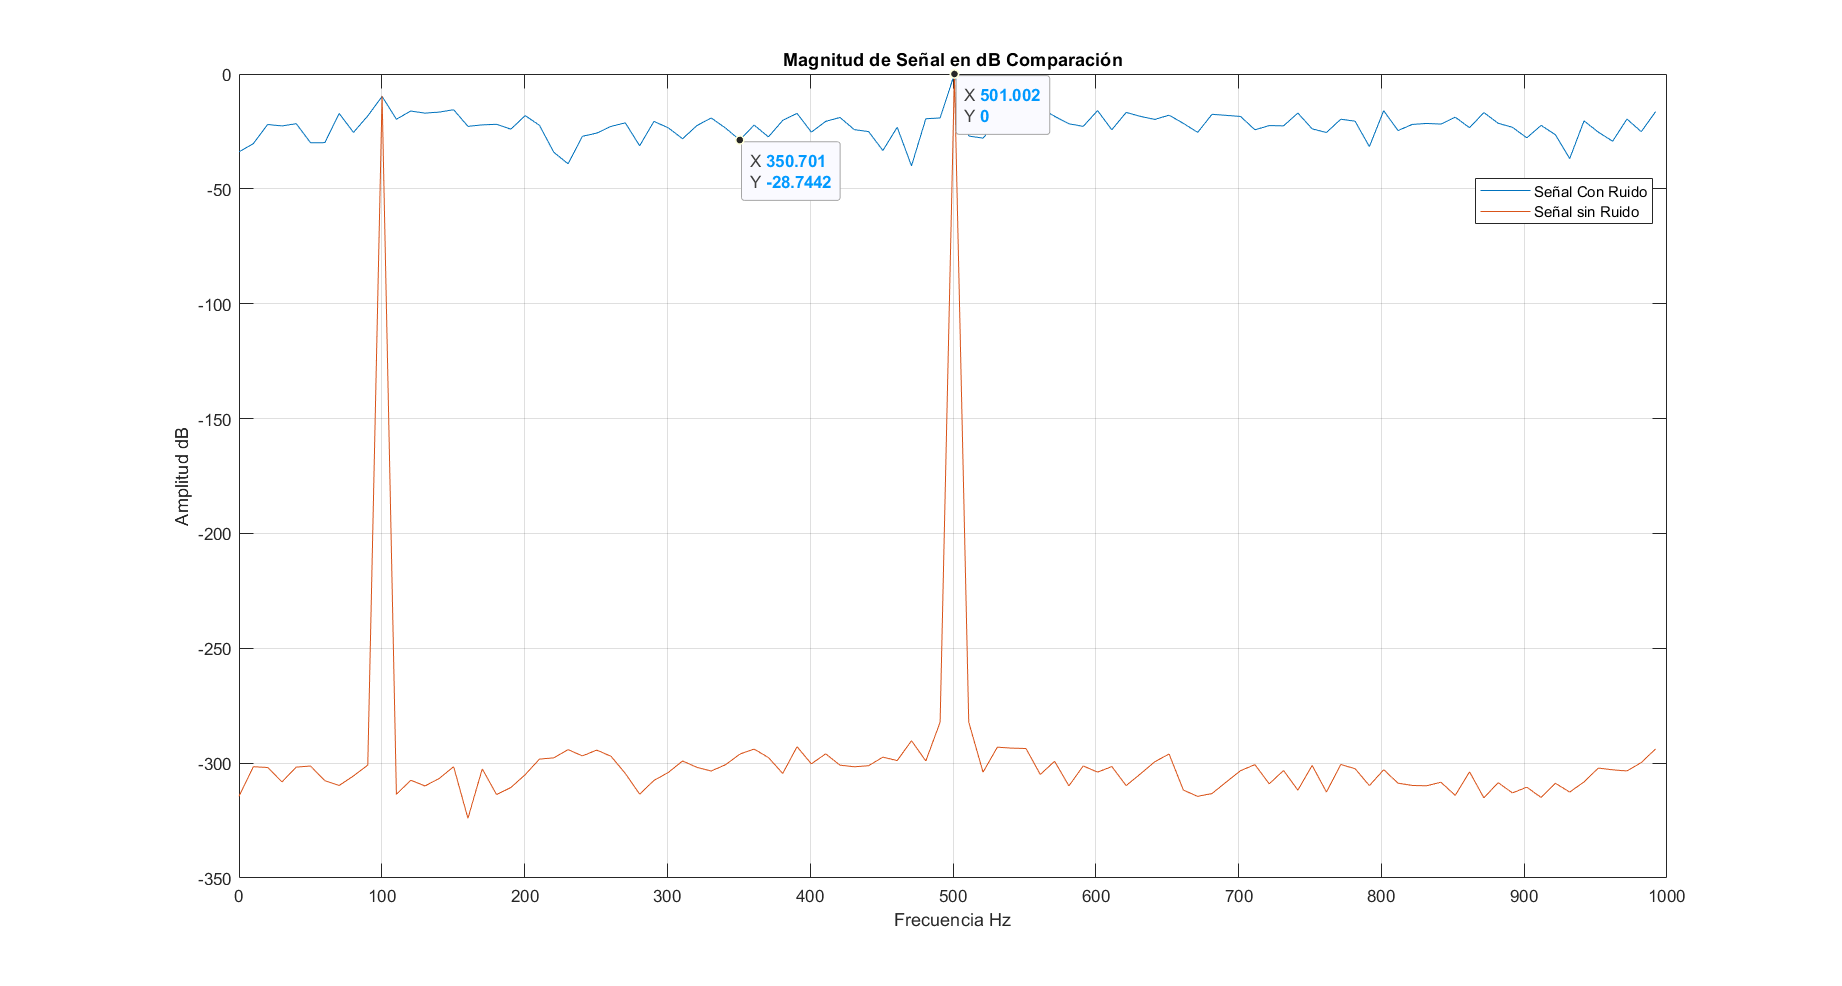 Magnitud de Señal en dB Comparación
0
-50
-100
-150
-200
-250
-300
-350
Amplitud dB
X 350.701
Y -28.7442
X 501.002
Y 0
Señal Con Ruido
Señal sin Ruido
0
100
200
300
400
500
600
700
800
900
1000
Frecuencia Hz